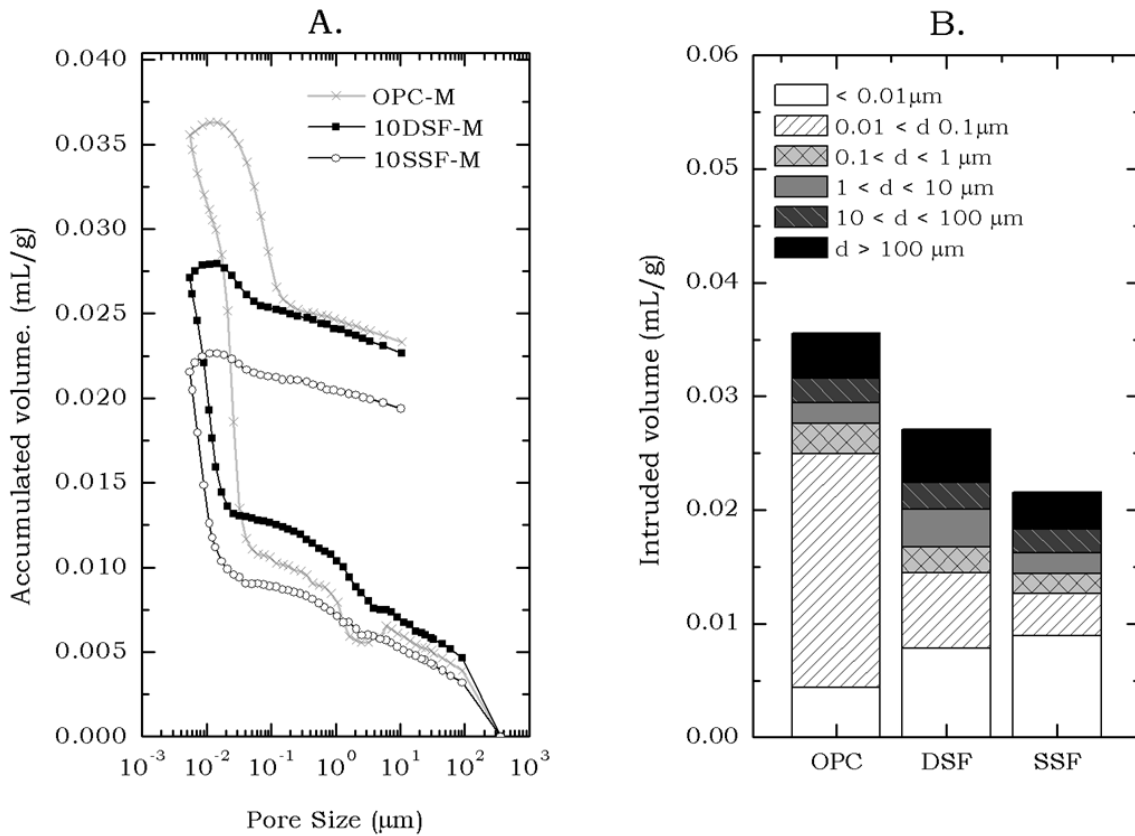 A.
Accumulated volume. (mL/g)
0.040
0.035
0.030
0.025
0.020
0.015
0.010
0.005
0.000
OPC-M
10DSF-M
10SSF-M
10⁻³ 10⁻² 10⁻¹ 10⁰ 10¹ 10² 10³
Pore Size (μm)
B.
Intruded volume (mL/g)
0.06
0.05
0.04
0.03
0.02
0.01
0.00
< 0.01μm
0.01 < d 0.1μm
0.1< d < 1 μm
1 < d < 10 μm
10 < d < 100 μm
d > 100 μm
OPC DSF SSF